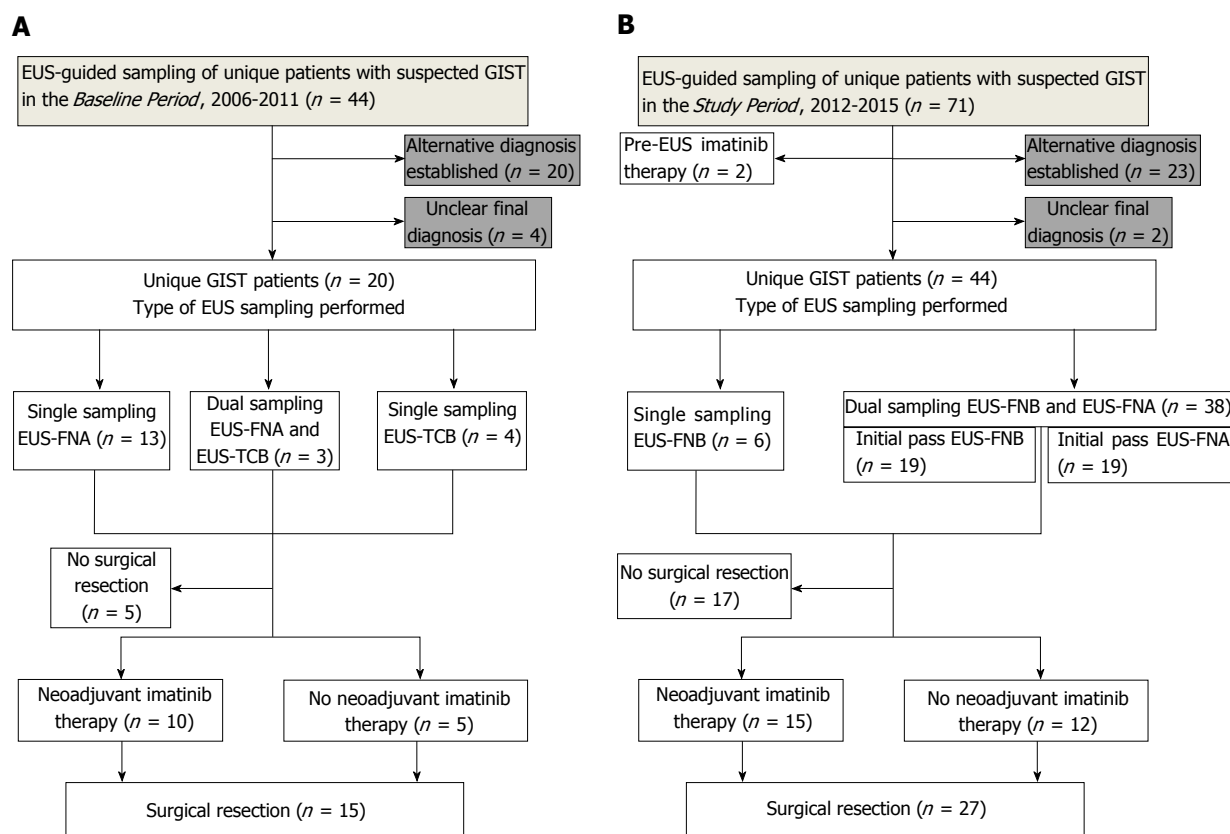 A
EUS-guided sampling of unique patients with suspected GIST
in the Baseline Period, 2006-2011 (n = 44)
Alternative diagnosis
established (n = 20)
Unclear final
diagnosis (n = 4)
Unique GIST patients (n = 20)
Type of EUS sampling performed
Single sampling
EUS-FNA (n = 13)
Dual sampling
EUS-FNA and
EUS-TCB (n = 3)
Single sampling
EUS-TCB (n = 4)
No surgical
resection
(n = 5)
Neoadjuvant imatinib
therapy (n = 10)
No neoadjuvant imatinib
therapy (n = 5)
Surgical resection (n = 15)
B
EUS-guided sampling of unique patients with suspected GIST
in the Study Period, 2012-2015 (n = 71)
Pre-EUS imatinib
therapy (n = 2)
Alternative diagnosis
established (n = 23)
Unclear final
diagnosis (n = 2)
Unique GIST patients (n = 44)
Type of EUS sampling performed
Single sampling
EUS-FNB (n = 6)
Dual sampling EUS-FNB and EUS-FNA (n = 38)
Initial pass EUS-FNB
(n = 19)
Initial pass EUS-FNA
(n = 19)
No surgical resection
(n = 17)
Neoadjuvant imatinib
therapy (n = 15)
No neoadjuvant imatinib
therapy (n = 12)
Surgical resection (n = 27)